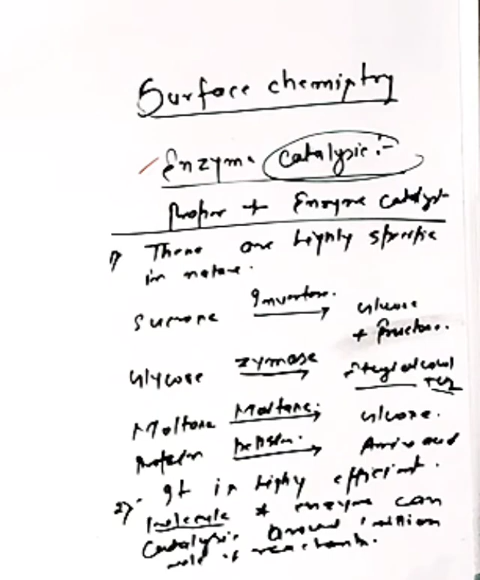 Surface chemistry
Enzyme Catalysis :-
Proper + Enzyme catalyst
1) These are highly specific
in nature.
Sucrose Invertase. → Glucose
+ Fructose.
Glucose zymase → Ethyl alcohol
+ CO2
Maltose Maltase; → Glucose.
Protein pepsin. → Amino acid
2) - It is highly efficient.
1 molecule of enzyme can
Catalysis around 1 million
mole of reactants.